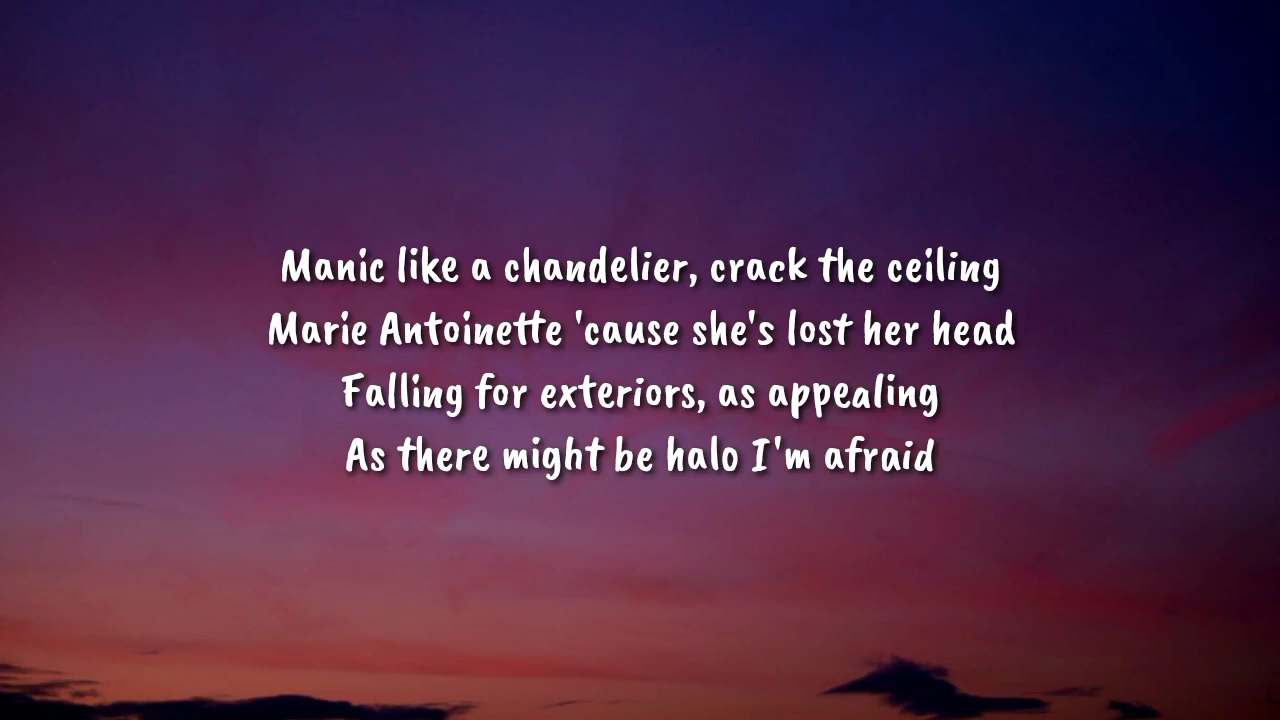 Manic like a chandelier, crack the ceiling
Marie Antoinette 'cause she's lost her head
Falling for exteriors, as appealing
As there might be halo I'm afraid